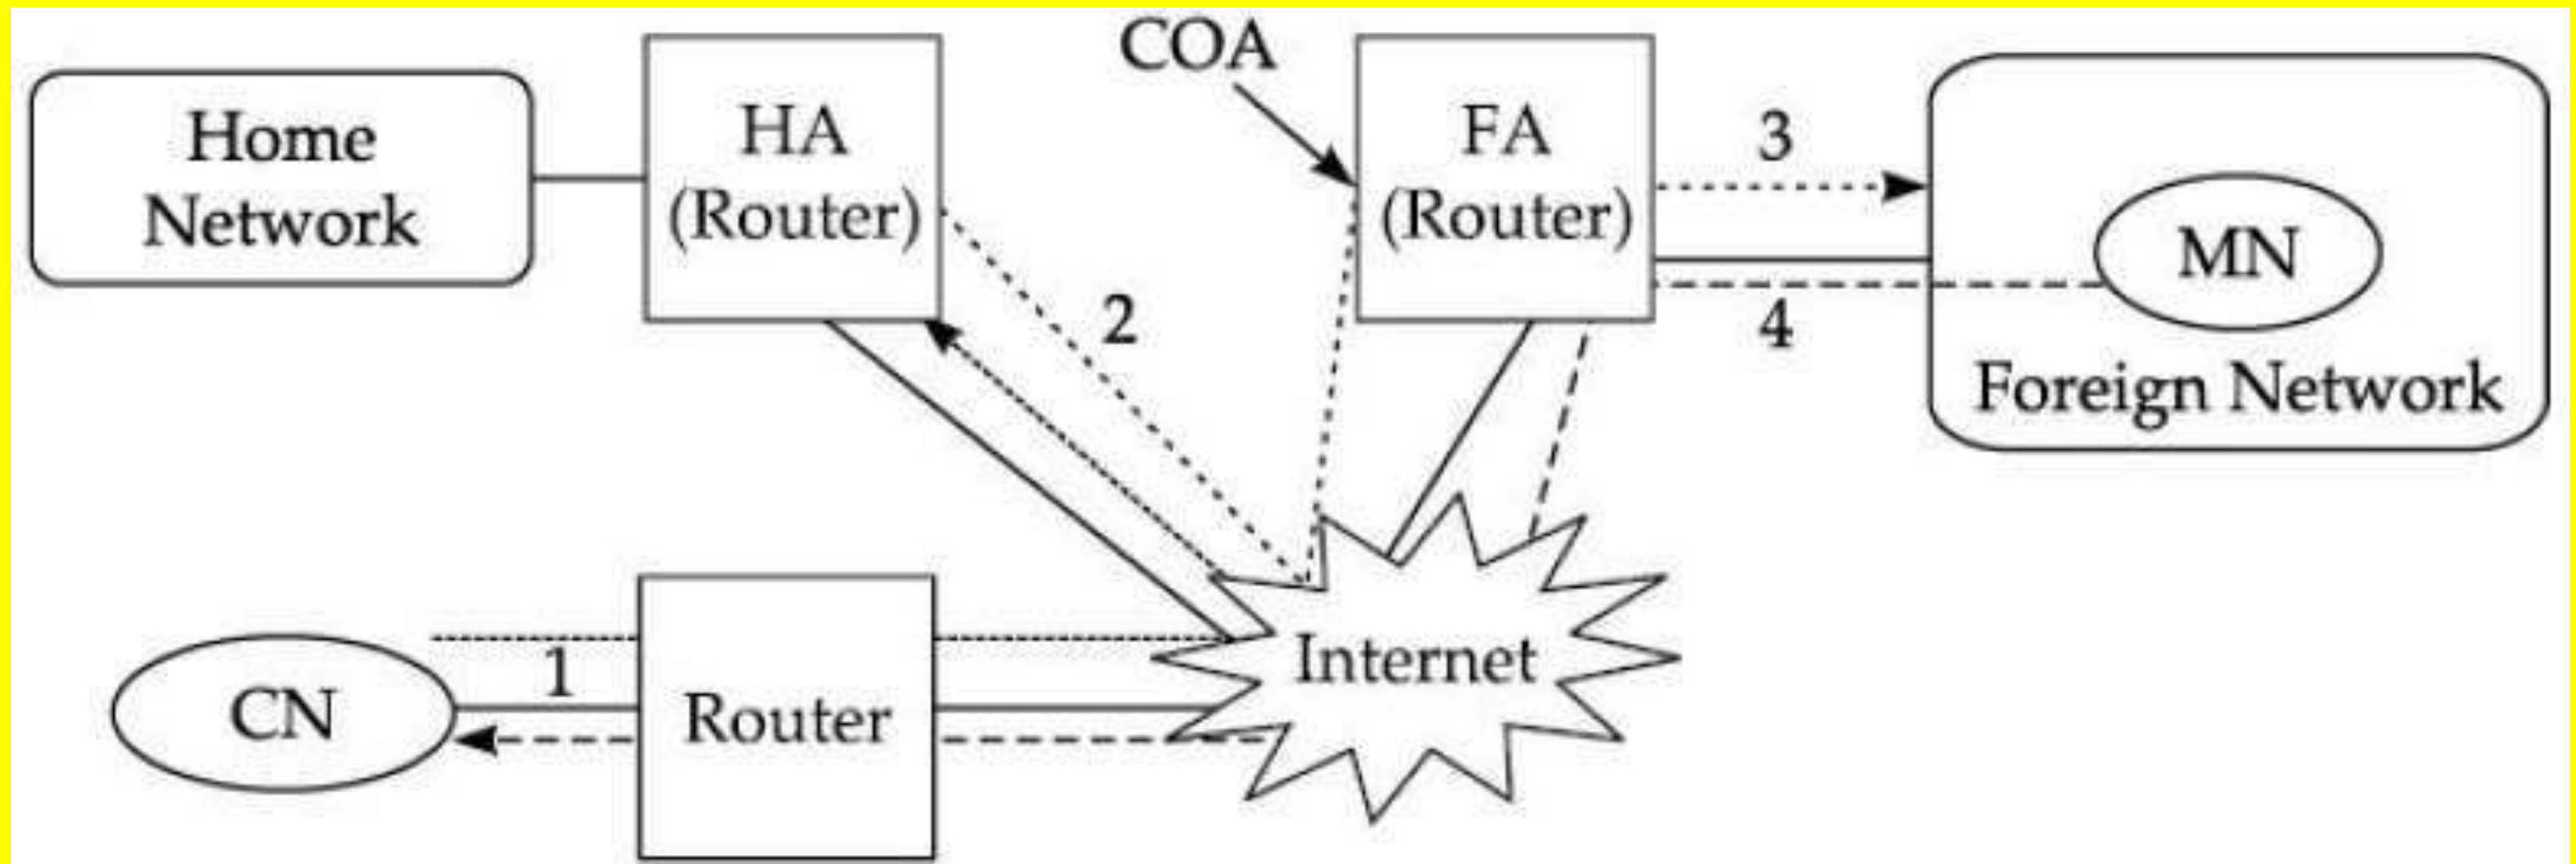 COA
Home
Network
HA
(Router)
FA
(Router)
3
MN
Foreign Network
2
4
1
CN
Router
Internet